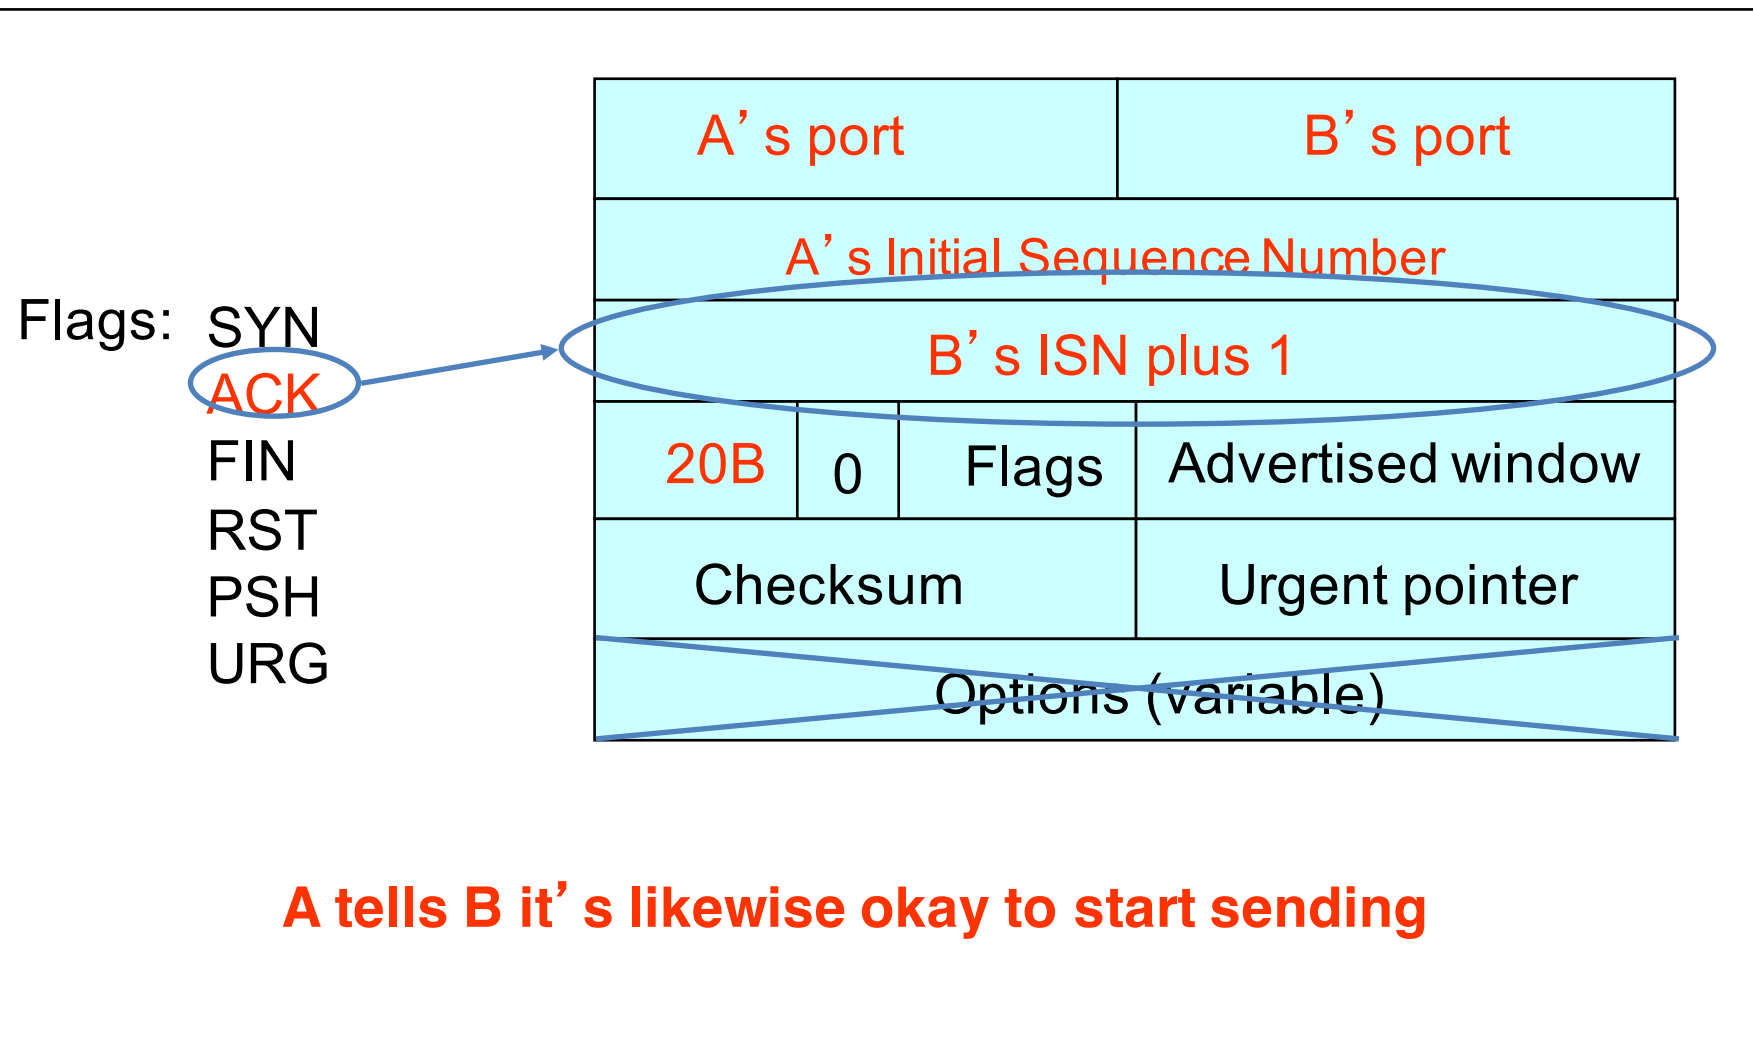 A’s port
B’s port
A’s Initial Sequence Number
B’s ISN plus 1
Flags:
SYN
ACK
FIN
RST
PSH
URG
20B
0
Flags
Advertised window
Checksum
Urgent pointer
Options (variable)
A tells B it’s likewise okay to start sending